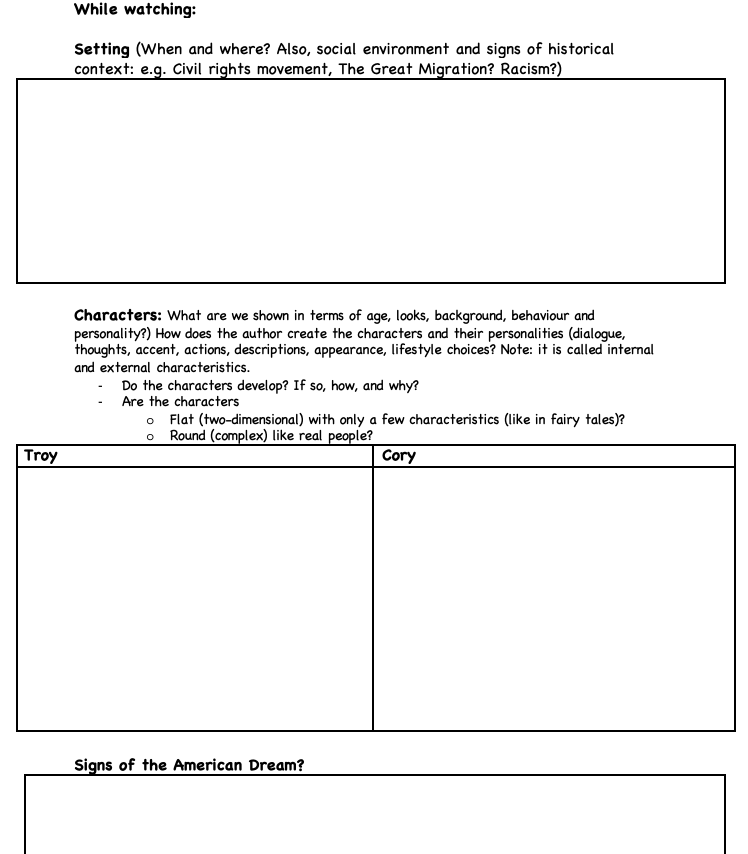 While watching:
Setting (When and where? Also, social environment and signs of historical
context: e.g. Civil rights movement, The Great Migration? Racism?)
Characters: What are we shown in terms of age, looks, background, behaviour and
personality?) How does the author create the characters and their personalities (dialogue,
thoughts, accent, actions, descriptions, appearance, lifestyle choices? Note: it is called internal
and external characteristics.
- Do the characters develop? If so, how, and why?
- Are the characters
o Flat (two-dimensional) with only a few characteristics (like in fairy tales)?
o Round (complex) like real people?
Troy Cory
Signs of the American Dream?